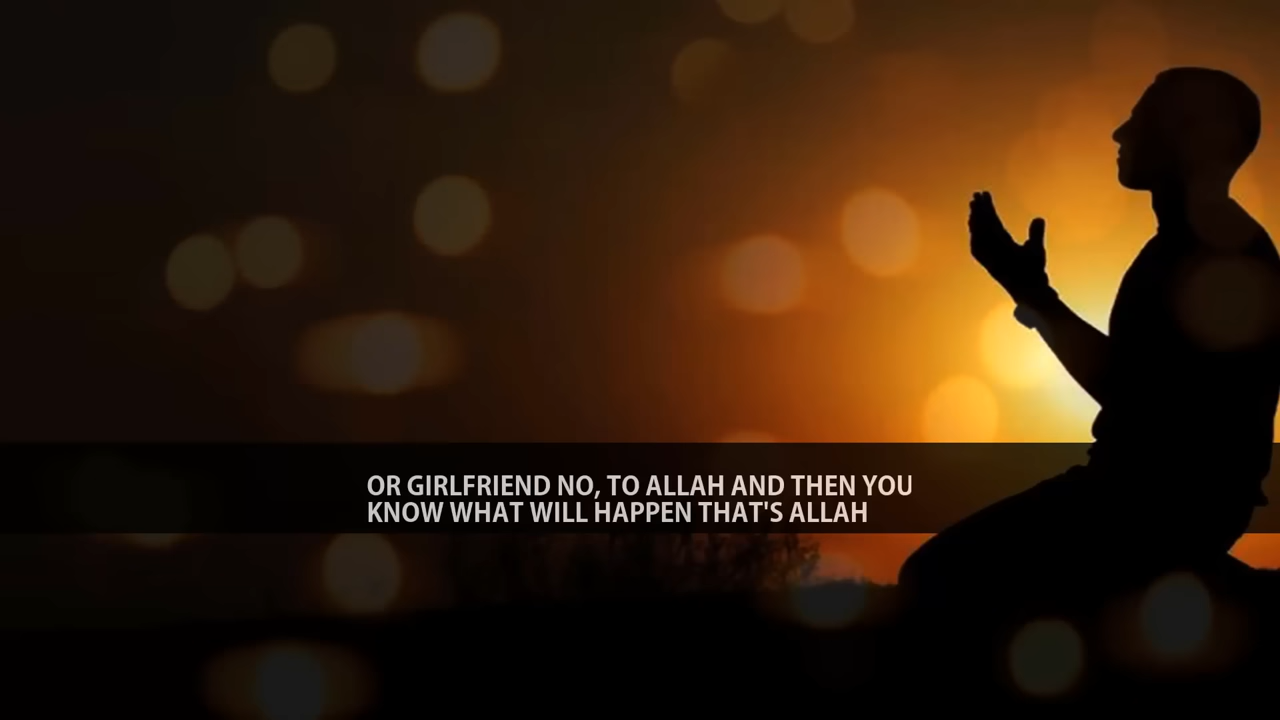 OR GIRLFRIEND NO, TO ALLAH AND THEN YOU
KNOW WHAT WILL HAPPEN THAT'S ALLAH